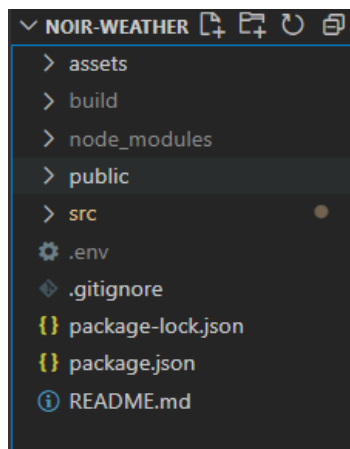 NOIR-WEATHER
assets
build
node_modules
public
src
.env
.gitignore
{} package-lock.json
{} package.json
README.md